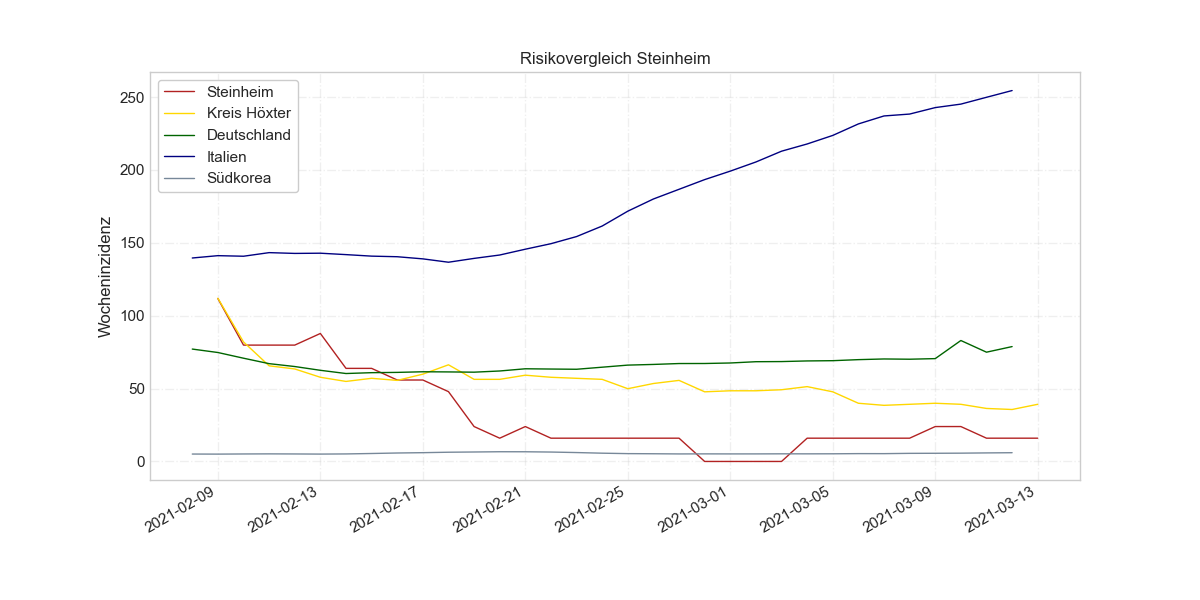 Risikovergleich Steinheim
Steinheim
Kreis Höxter
Deutschland
Italien
Südkorea
Wocheninzidenz
250
200
150
100
50
0
2021-02-09
2021-02-13
2021-02-17
2021-02-21
2021-02-25
2021-03-01
2021-03-05
2021-03-09
2021-03-13